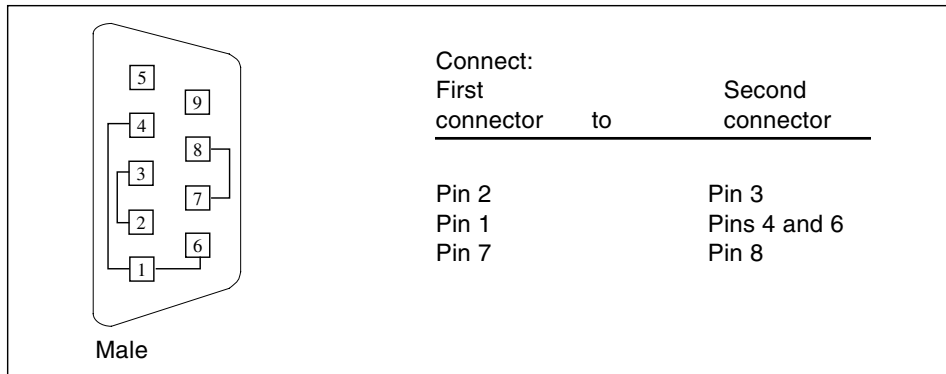 5
9
4
8
3
7
2
6
1
Male
Connect:
First Second
connector to connector
Pin 2 Pin 3
Pin 1 Pins 4 and 6
Pin 7 Pin 8